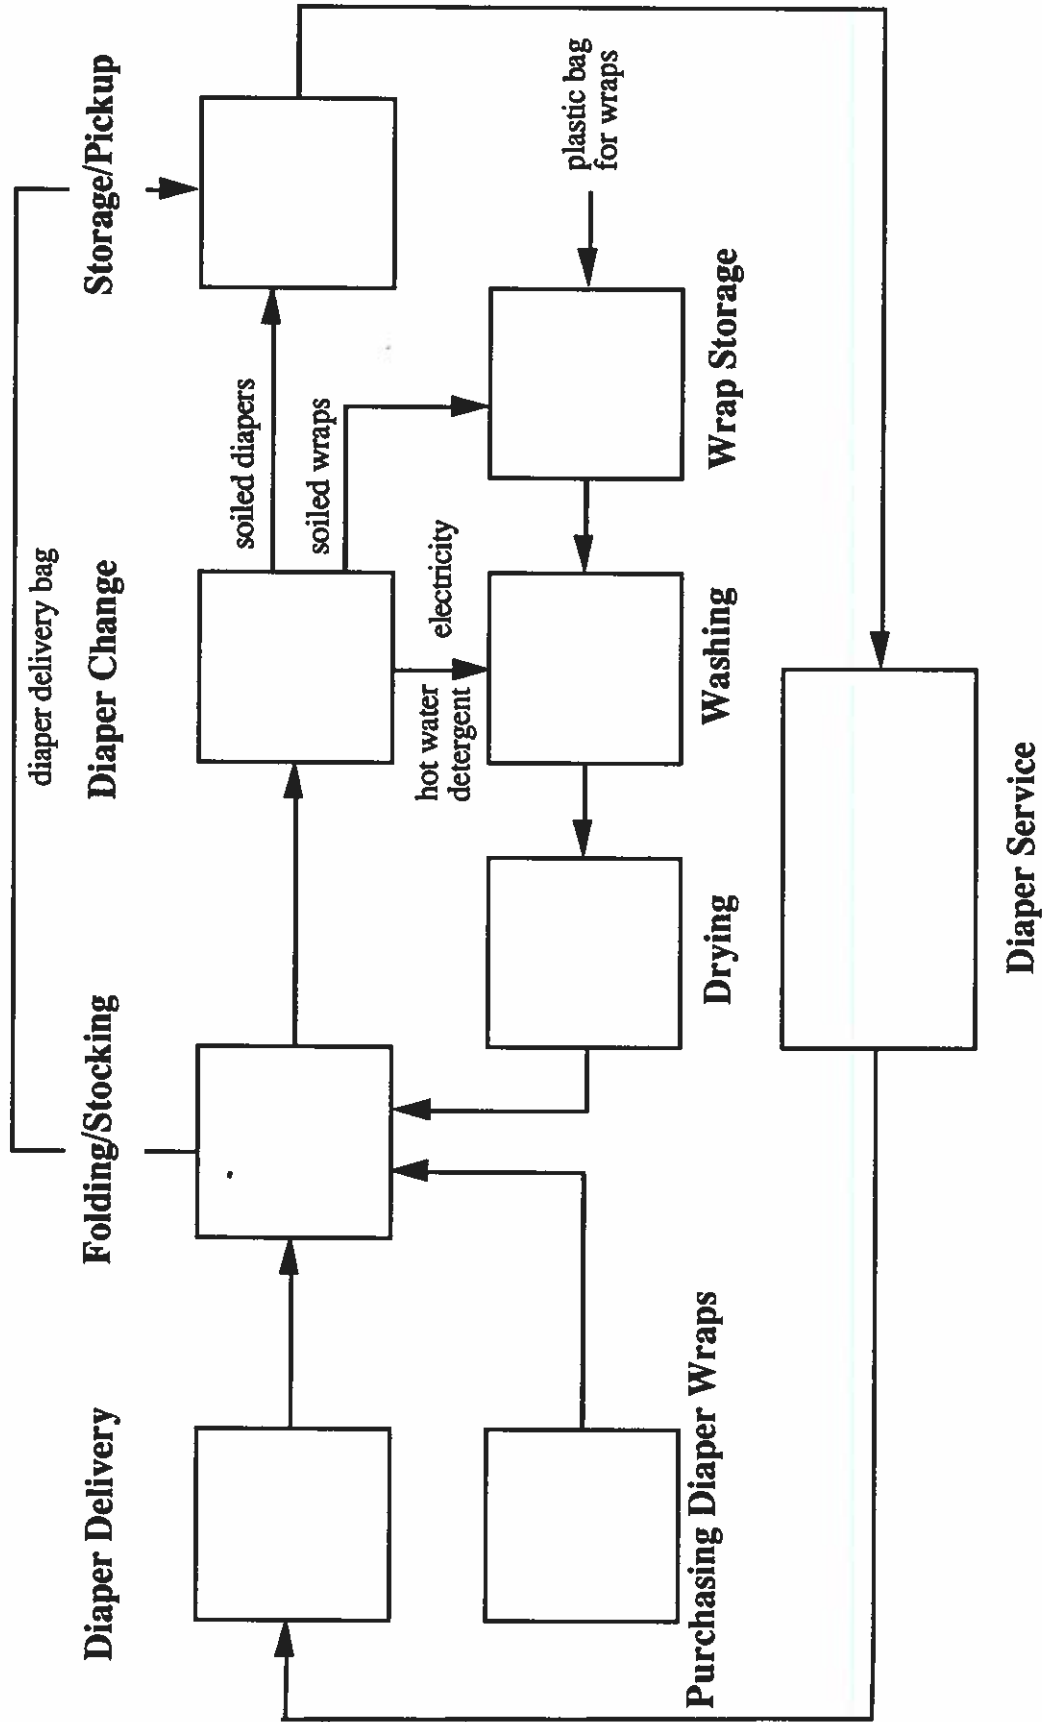 diaper delivery bag
Diaper Delivery
Folding/Stocking
Diaper Change
Storage/Pickup
soiled diapers
soiled wraps
hot water
detergent
electricity
plastic bag
for wraps
Purchasing Diaper Wraps
Drying
Washing
Wrap Storage
Diaper Service